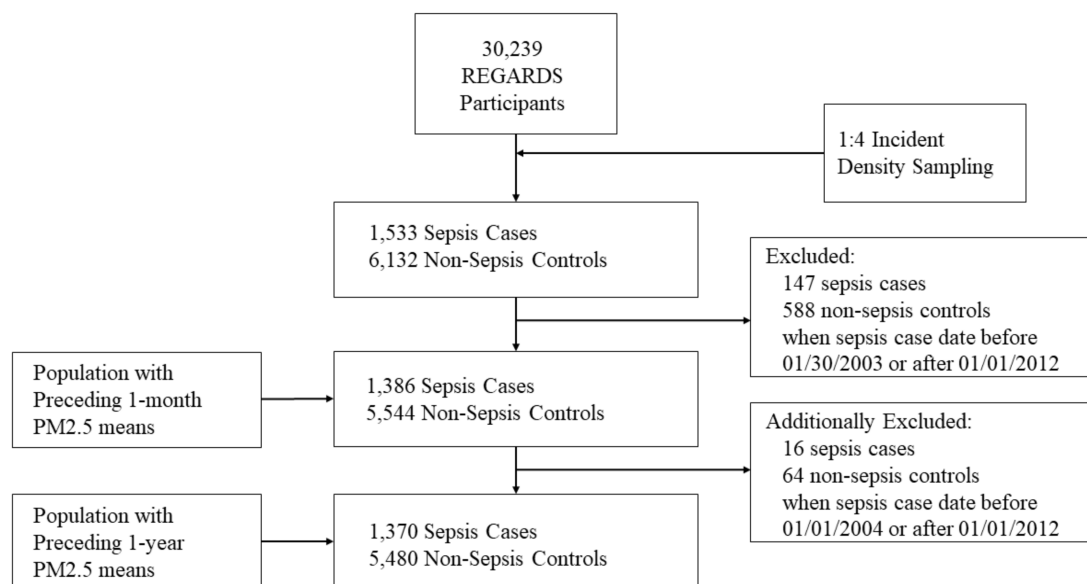 30,239
REGARDS
Participants
1:4 Incident
Density Sampling
1,533 Sepsis Cases
6,132 Non-Sepsis Controls
Excluded:
147 sepsis cases
588 non-sepsis controls
when sepsis case date before
01/30/2003 or after 01/01/2012
Population with
Preceding 1-month
PM2.5 means
1,386 Sepsis Cases
5,544 Non-Sepsis Controls
Additionally Excluded:
16 sepsis cases
64 non-sepsis controls
when sepsis case date before
01/01/2004 or after 01/01/2012
Population with
Preceding 1-year
PM2.5 means
1,370 Sepsis Cases
5,480 Non-Sepsis Controls